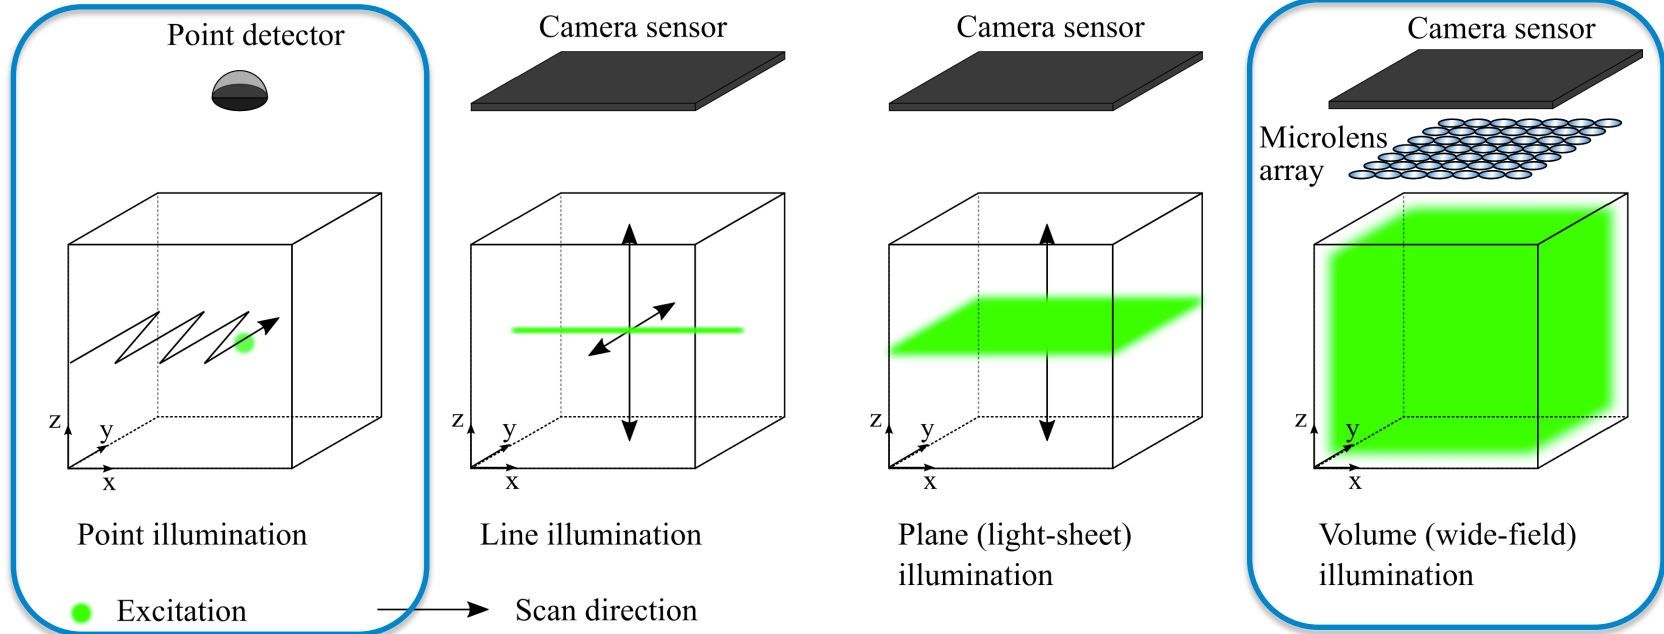 Point detector
Camera sensor
Camera sensor
Camera sensor
Microlens
array
z
y
x
z
y
x
z
y
x
z
y
x
Point illumination
Line illumination
Plane (light-sheet)
illumination
Volume (wide-field)
illumination
Excitation
Scan direction